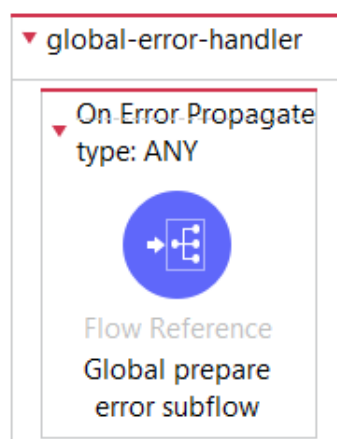 global-error-handler
On Error Propagate
type: ANY
Flow Reference
Global prepare
error subflow